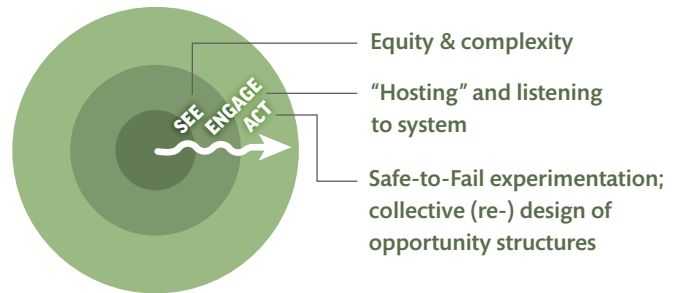 SEE
ENGAGE
ACT
Equity & complexity
“Hosting” and listening
to system
Safe-to-Fail experimentation;
collective (re-) design of
opportunity structures